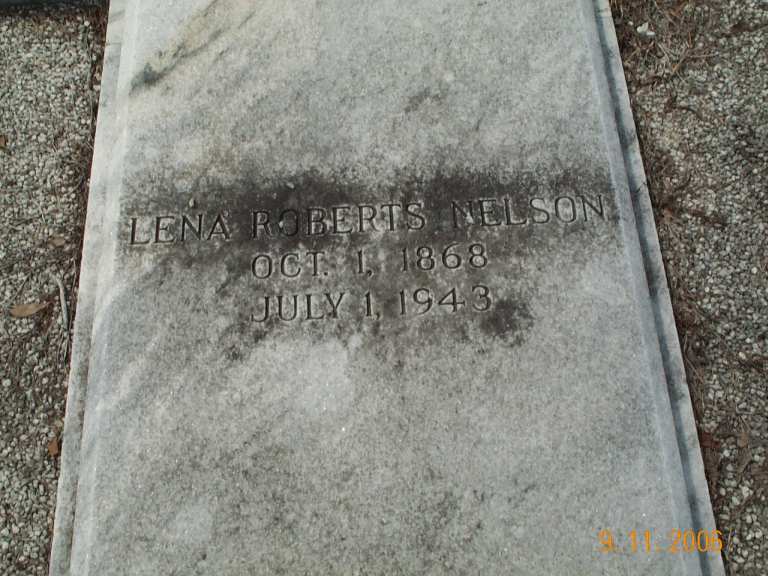 LENA ROBERTS NELSON
OCT. 1, 1868
JULY 1, 1943
9. 11. 2006